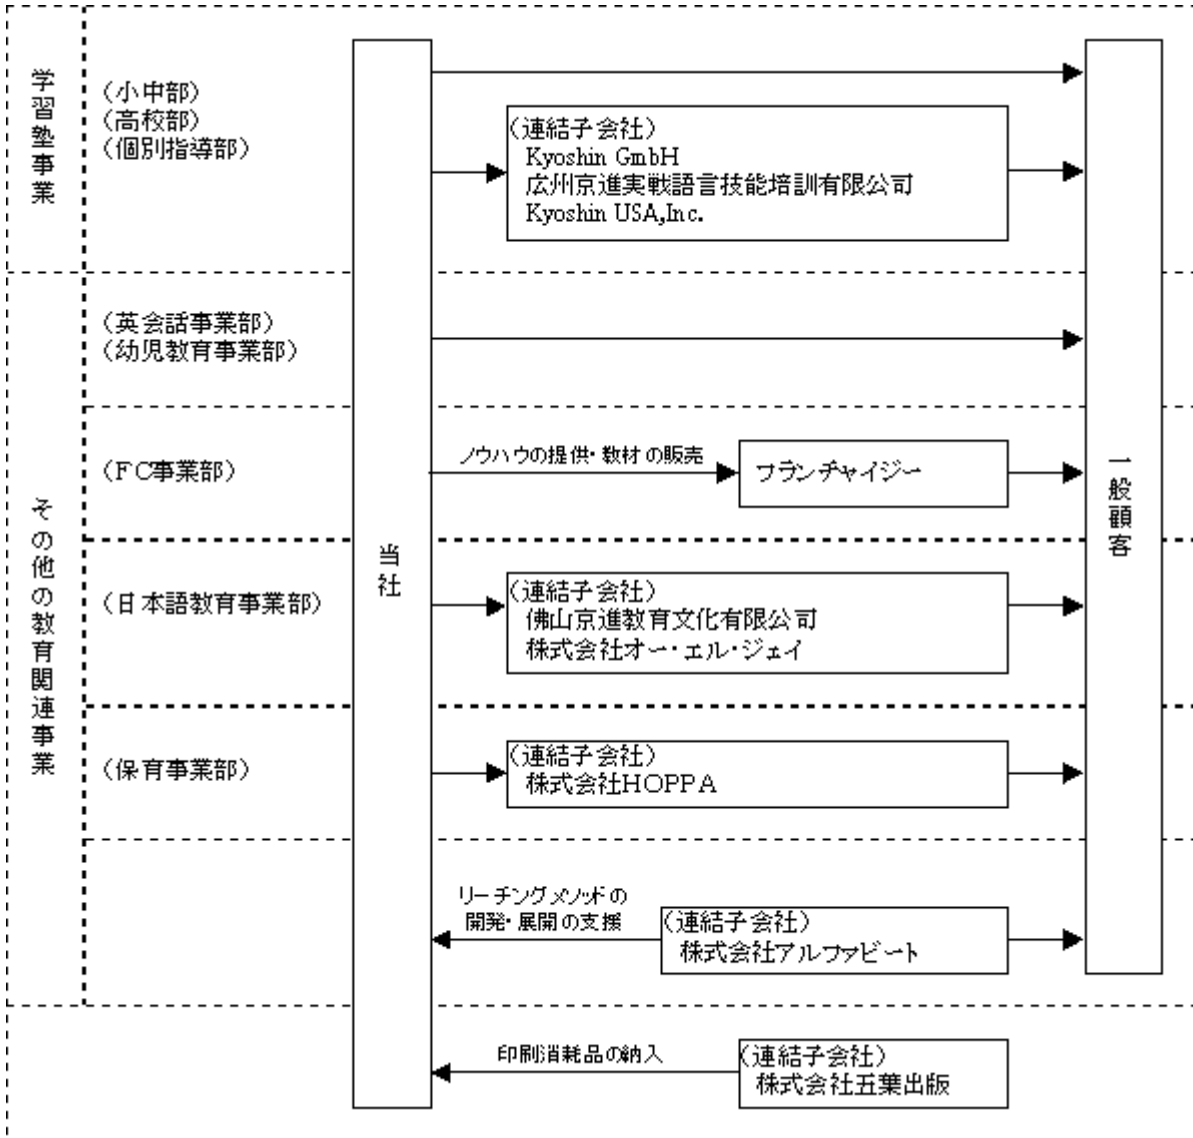 学習塾事業
（小中部）
（高校部）
（個別指導部）
（連結子会社）
Kyoshin GmbH
広州京進実戦語言技能培訓有限公司
Kyoshin USA,Inc.
その他の教育関連事業
（英会話事業部）
（幼児教育事業部）
（FC事業部）
ノウハウの提供・教材の販売
フランチャイジー
当社
一般顧客
（日本語教育事業部）
（連結子会社）
佛山京進教育文化有限公司
株式会社オー・エル・ジェイ
（保育事業部）
（連結子会社）
株式会社HOPPA
リーチングメソッドの
開発・展開の支援
（連結子会社）
株式会社アルファビート
印刷消耗品の納入
（連結子会社）
株式会社五葉出版